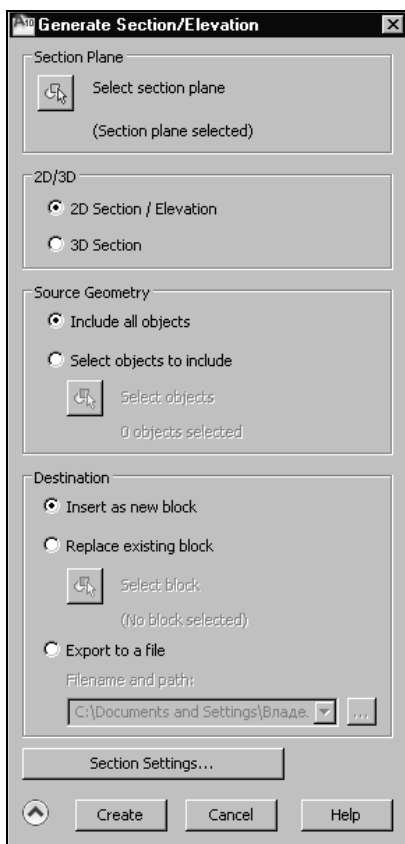 Generate Section/Elevation
Section Plane
Select section plane
(Section plane selected)
2D/3D
2D Section / Elevation
3D Section
Source Geometry
Include all objects
Select objects to include
Select objects
0 objects selected
Destination
Insert as new block
Replace existing block
Select block
(No block selected)
Export to a file
Filename and path:
C:\Documents and Settings\Владе. ...
Section Settings...
Create Cancel Help